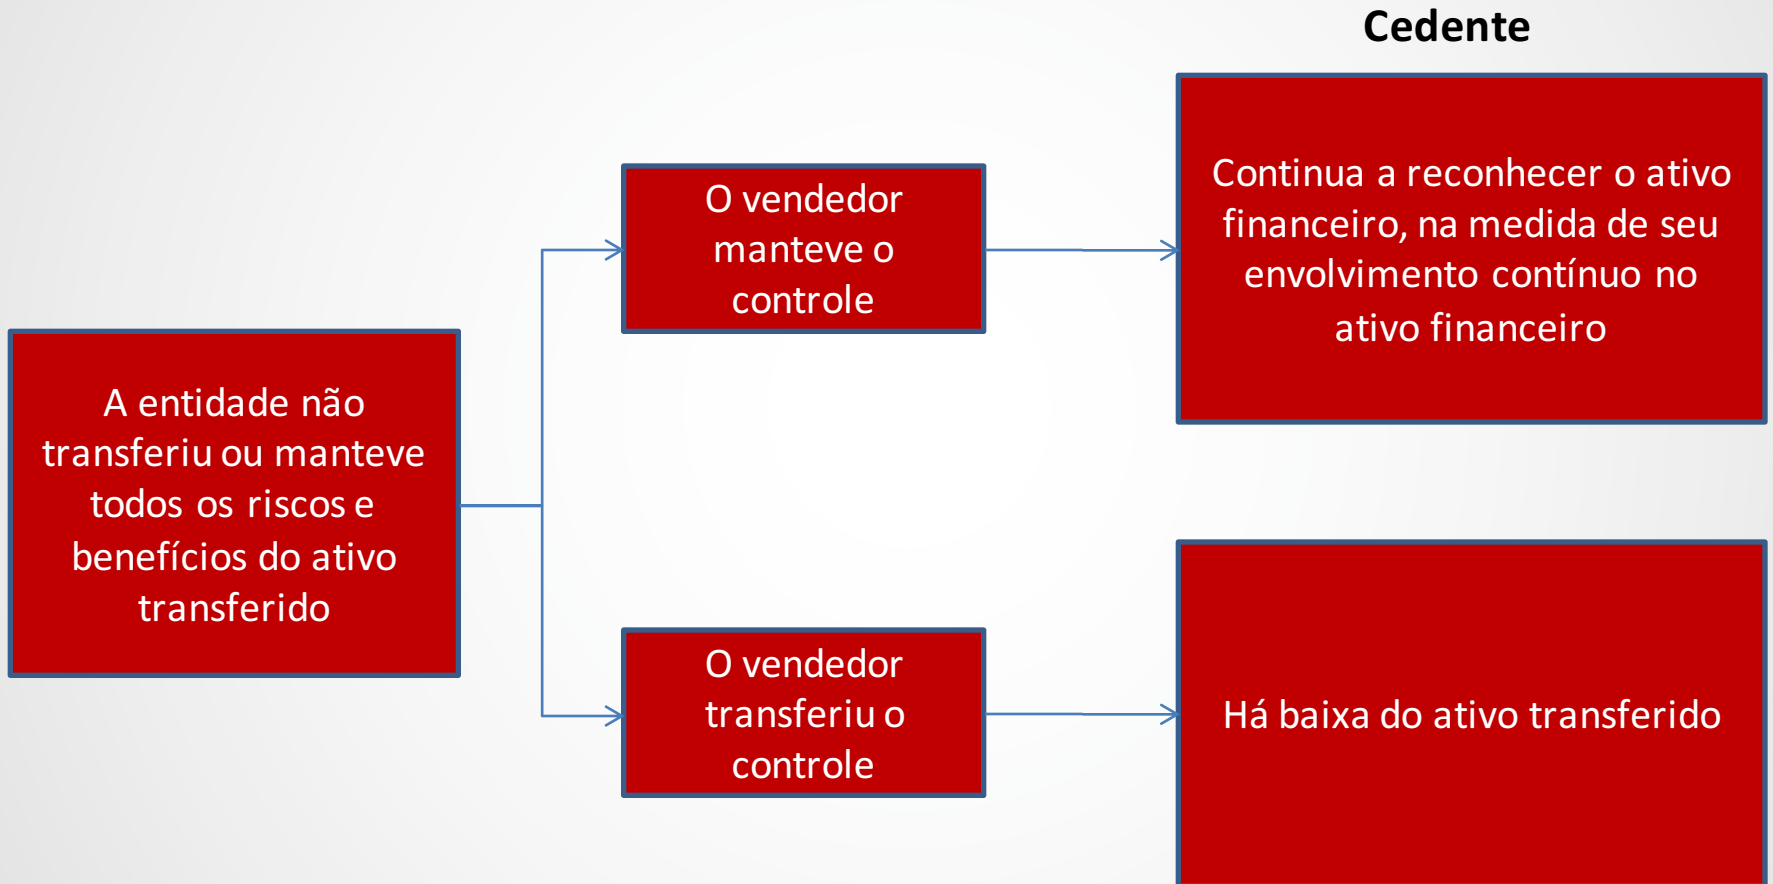 Cedente
A entidade não
transferiu ou manteve
todos os riscos e
benefícios do ativo
transferido
O vendedor
manteve o
controle
Continua a reconhecer o ativo
financeiro, na medida de seu
envolvimento contínuo no
ativo financeiro
O vendedor
transferiu o
controle
Há baixa do ativo transferido